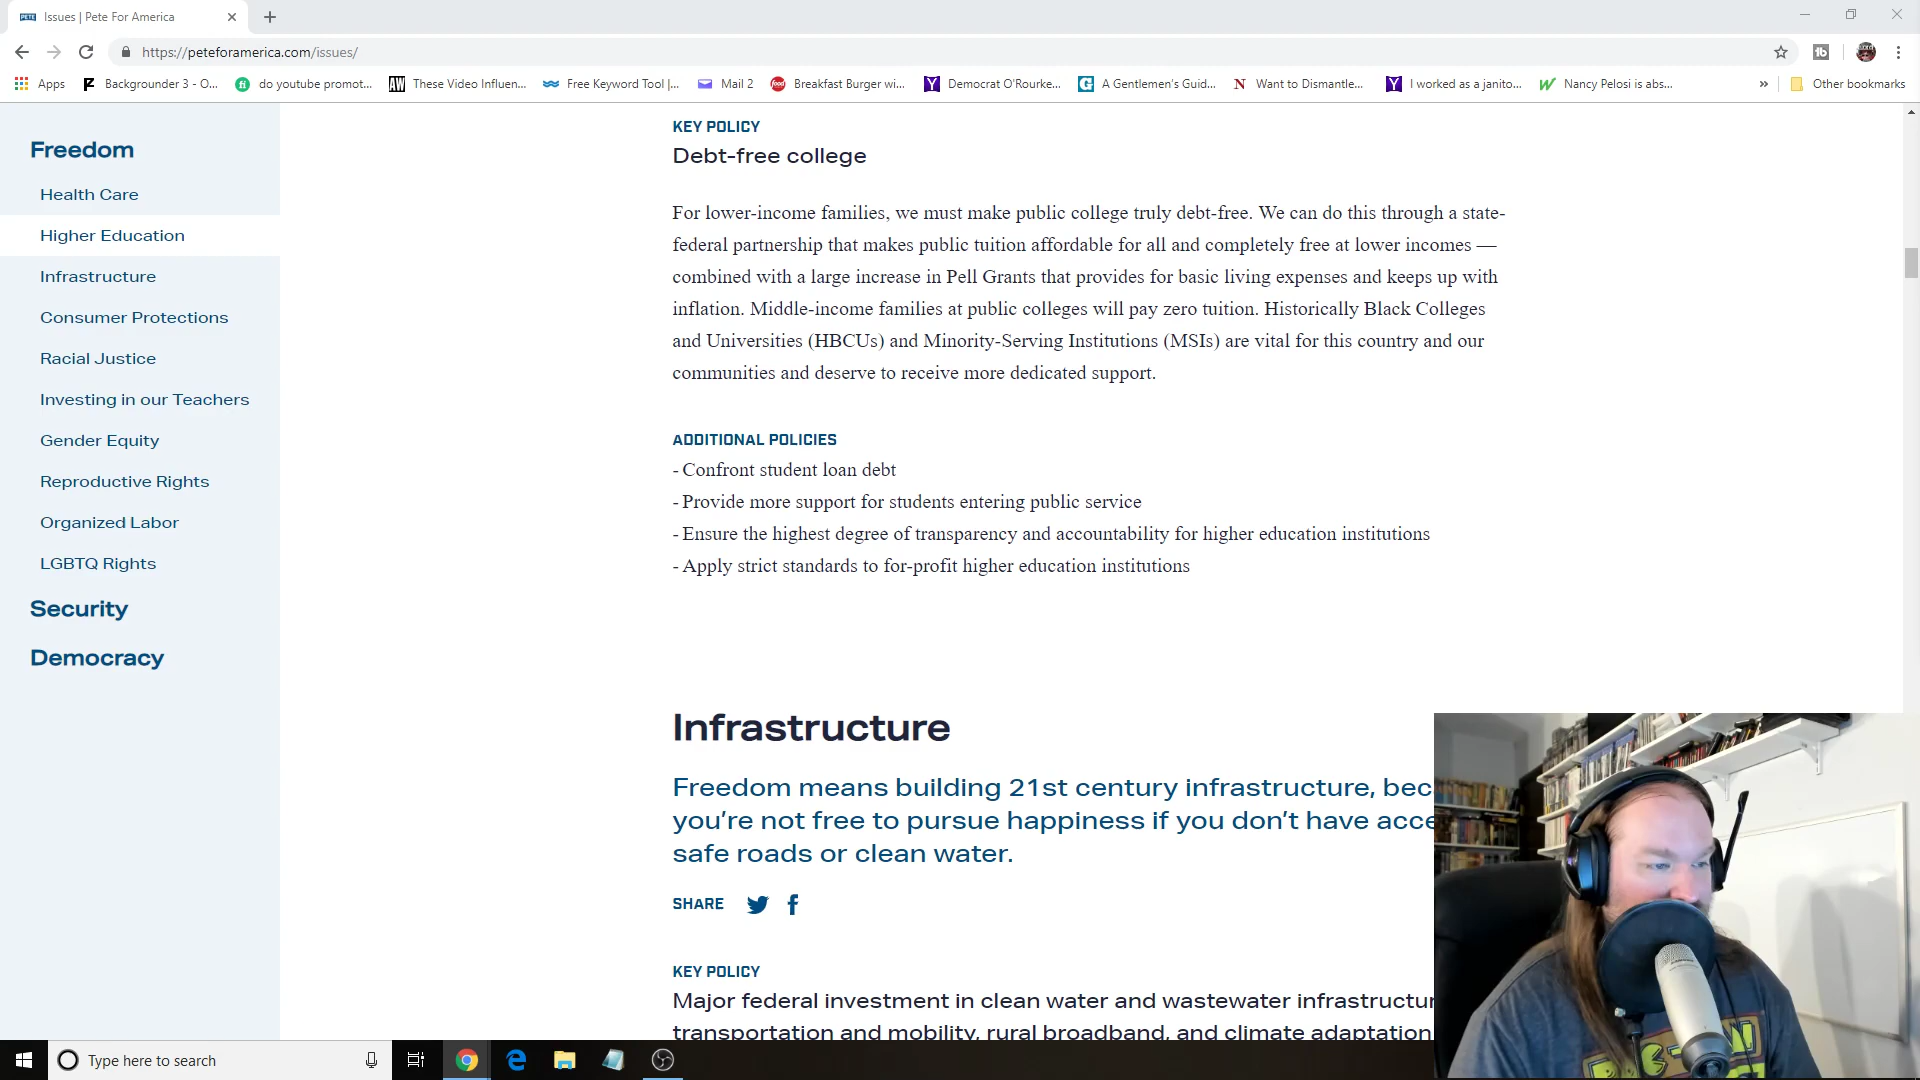 PETE Issues | Pete For America
https://peteforamerica.com/issues/
Apps
Backgrounder 3 - O...
do youtube promot...
AW These Video Influen...
Free Keyword Tool |...
Mail 2
food Breakfast Burger wi...
Y Democrat O'Rourke...
G A Gentlemen's Guid...
N Want to Dismantle...
Y I worked as a janito...
Nancy Pelosi is abs...
»
Other bookmarks
Freedom
Health Care
Higher Education
Infrastructure
Consumer Protections
Racial Justice
Investing in our Teachers
Gender Equity
Reproductive Rights
Organized Labor
LGBTQ Rights
Security
Democracy
KEY POLICY
Debt-free college
For lower-income families, we must make public college truly debt-free. We can do this through a state-
federal partnership that makes public tuition affordable for all and completely free at lower incomes —
combined with a large increase in Pell Grants that provides for basic living expenses and keeps up with
inflation. Middle-income families at public colleges will pay zero tuition. Historically Black Colleges
and Universities (HBCUs) and Minority-Serving Institutions (MSIs) are vital for this country and our
communities and deserve to receive more dedicated support.
ADDITIONAL POLICIES
- Confront student loan debt
- Provide more support for students entering public service
- Ensure the highest degree of transparency and accountability for higher education institutions
- Apply strict standards to for-profit higher education institutions
Infrastructure
Freedom means building 21st century infrastructure, bec
you're not free to pursue happiness if you don't have acce
safe roads or clean water.
SHARE
KEY POLICY
Major federal investment in clean water and wastewater infrastructur
transportation and mobility, rural broadband, and climate adaptation
Type here to search